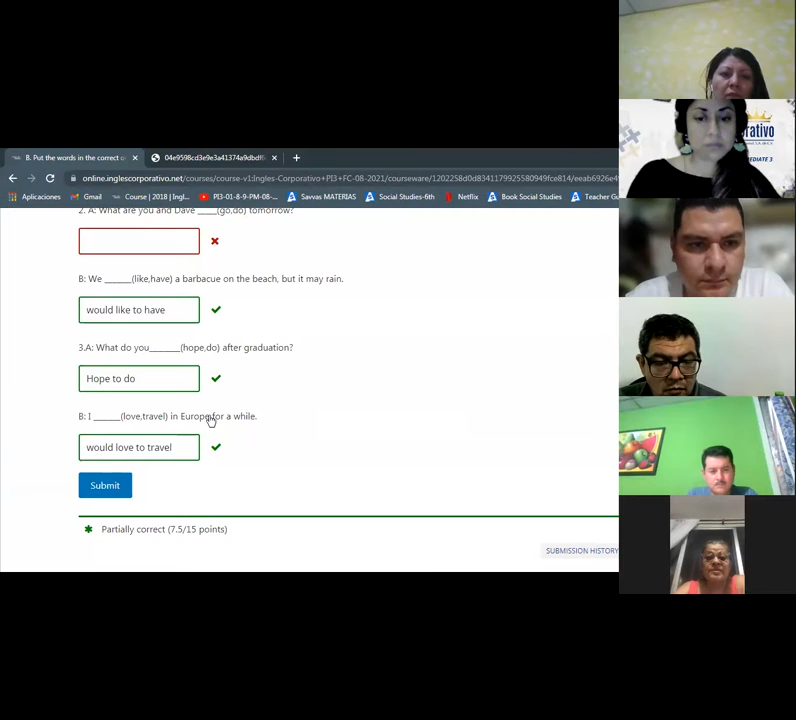 B. Put the words in the correct o
04e9598cd3e9e3a41374a9dbdf6
online.inglescorporativo.net/courses/course-v1:Ingles-Corporativo+PI3+FC-08-2021/courseware/1202258d0d8341179925580949fce814/eeab6926e4
Aplicaciones
Gmail
Course | 2018 | Ingl...
PI3-01-8-9-PM-08-...
Savvas MATERIAS
Social Studies-6th
Netflix
Book Social Studies
Teacher Gu
orativo
EDIATE 3
2. A: What are you and Dave ____(go,do) tomorrow?
B: We ______(like,have) a barbacue on the beach, but it may rain.
would like to have
3.A: What do you_______(hope,do) after graduation?
Hope to do
B: I ______(love,travel) in Europe for a while.
would love to travel
Submit
Partially correct (7.5/15 points)
SUBMISSION HISTORY